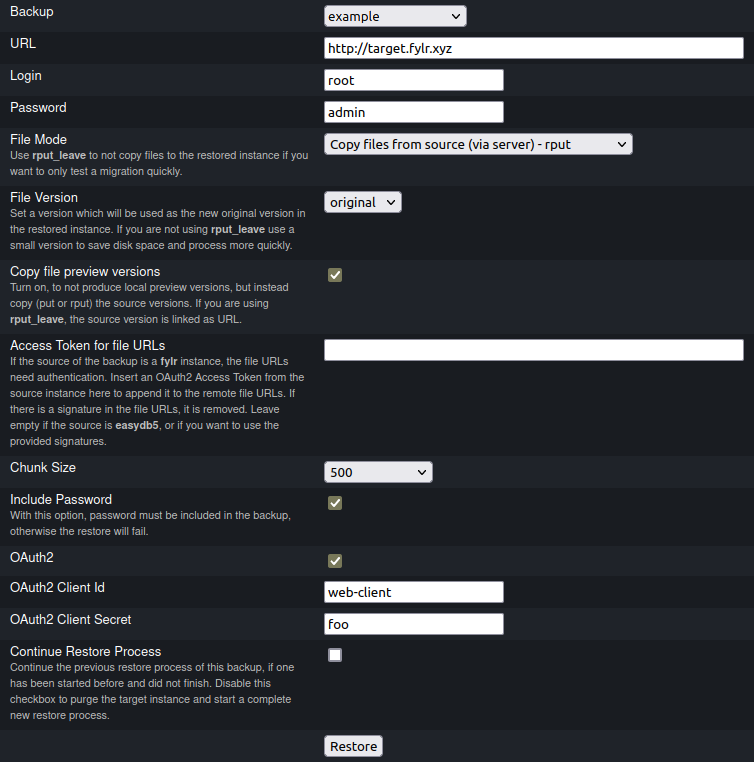 Backup
example
URL
http://target.fylr.xyz
Login
root
Password
admin
File Mode
Use rput_leave to not copy files to the restored instance if you
want to only test a migration quickly.
Copy files from source (via server) - rput
File Version
Set a version which will be used as the new original version in
the restored instance. If you are not using rput_leave use a
small version to save disk space and process more quickly.
original
Copy file preview versions
Turn on, to not produce local preview versions, but instead
copy (put or rput) the source versions. If you are using
rput_leave, the source version is linked as URL.
Access Token for file URLs
If the source of the backup is a fylr instance, the file URLs
need authentication. Insert an OAuth2 Access Token from the
source instance here to append it to the remote file URLs. If
there is a signature in the file URLs, it is removed. Leave
empty if the source is easydb5, or if you want to use the
provided signatures.
Chunk Size
500
Include Password
With this option, password must be included in the backup,
otherwise the restore will fail.
OAuth2
OAuth2 Client Id
web-client
OAuth2 Client Secret
foo
Continue Restore Process
Continue the previous restore process of this backup, if one
has been started before and did not finish. Disable this
checkbox to purge the target instance and start a complete
new restore process.
Restore